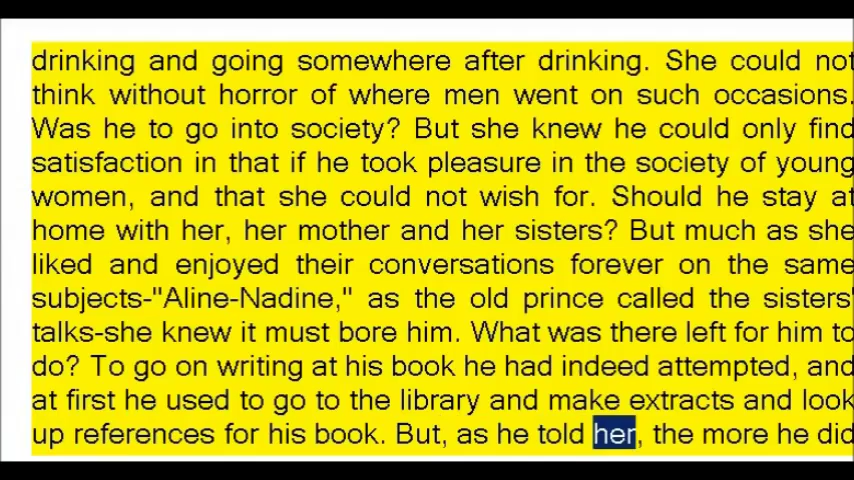 drinking and going somewhere after drinking. She could not
think without horror of where men went on such occasions.
Was he to go into society? But she knew he could only find
satisfaction in that if he took pleasure in the society of young
women, and that she could not wish for. Should he stay at
home with her, her mother and her sisters? But much as she
liked and enjoyed their conversations forever on the same
subjects-"Aline-Nadine," as the old prince called the sisters'
talks-she knew it must bore him. What was there left for him to
do? To go on writing at his book he had indeed attempted, and
at first he used to go to the library and make extracts and look
up references for his book. But, as he told her, the more he did